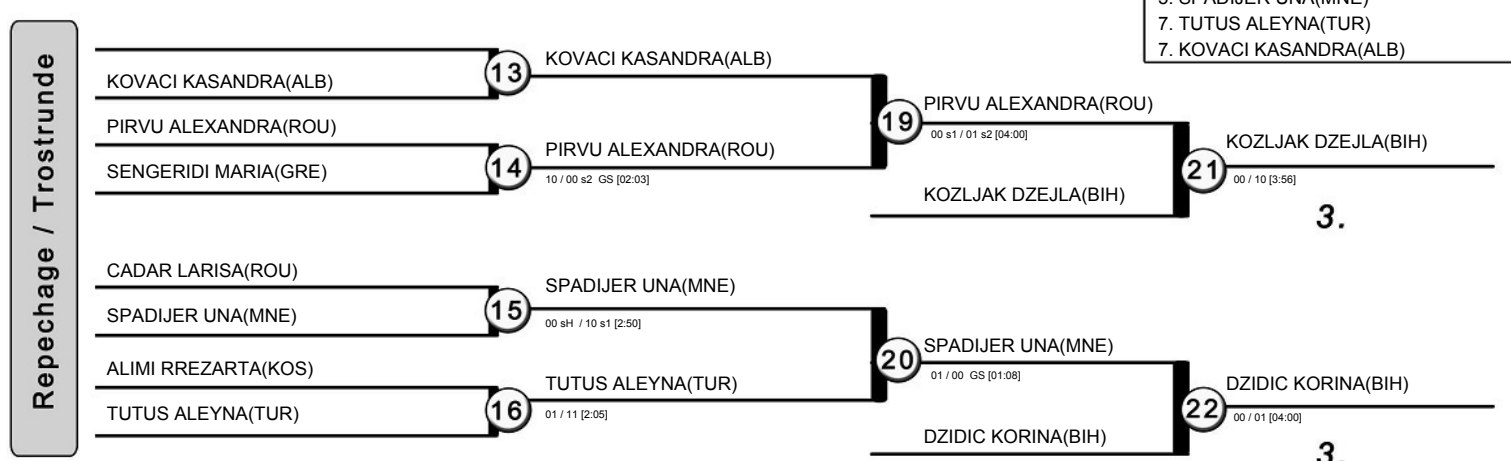 5. SPADIJER UNA(MNE)
7. TUTUS ALEYNA(TUR)
7. KOVACI KASANDRA(ALB)
Repechage / Trostrunde
KOVACI KASANDRA(ALB)
13
KOVACI KASANDRA(ALB)
PIRVU ALEXANDRA(ROU)
SENGERIDI MARIA(GRE)
14
PIRVU ALEXANDRA(ROU)
10 / 00 s2 GS [02:03]
19
PIRVU ALEXANDRA(ROU)
00 s1 / 01 s2 [04:00]
KOZLJAK DZEJLA(BIH)
21
KOZLJAK DZEJLA(BIH)
00 / 10 [3:56]
3.
CADAR LARISA(ROU)
SPADIJER UNA(MNE)
15
SPADIJER UNA(MNE)
00 sH / 10 s1 [2:50]
ALIMI RREZARTA(KOS)
TUTUS ALEYNA(TUR)
16
TUTUS ALEYNA(TUR)
01 / 11 [2:05]
20
SPADIJER UNA(MNE)
01 / 00 GS [01:08]
DZIDIC KORINA(BIH)
22
DZIDIC KORINA(BIH)
00 / 01 [04:00]
3.